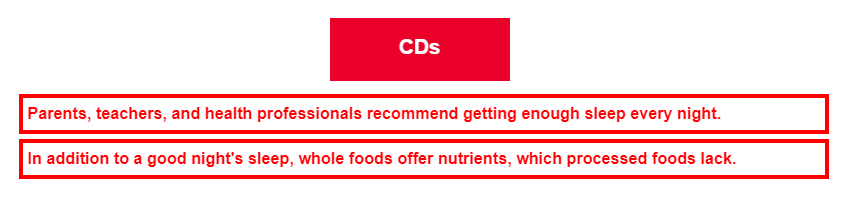 CDs
Parents, teachers, and health professionals recommend getting enough sleep every night.
In addition to a good night's sleep, whole foods offer nutrients, which processed foods lack.